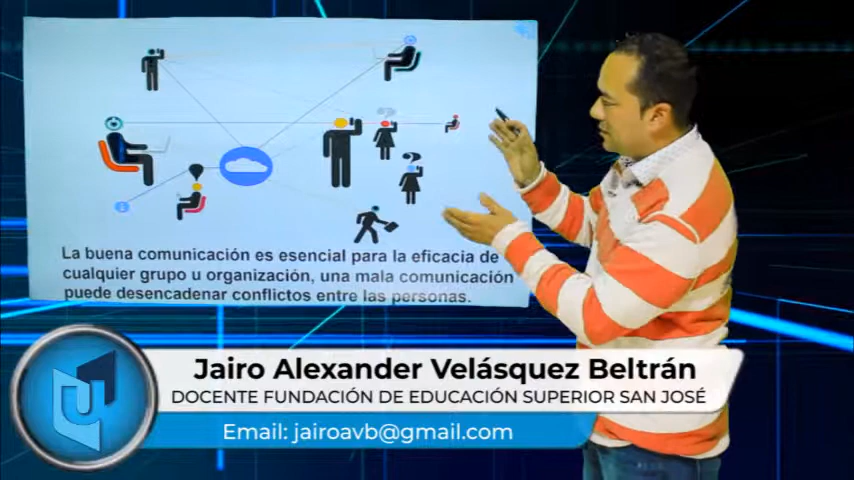 La buena comunicación es esencial para la eficacia de
cualquier grupo u organización, una mala comunicación
puede desencadenar conflictos entre las personas.
Jairo Alexander Velásquez Beltrán
DOCENTE FUNDACIÓN DE EDUCACIÓN SUPERIOR SAN JOSÉ
Email: jairoavb@gmail.com